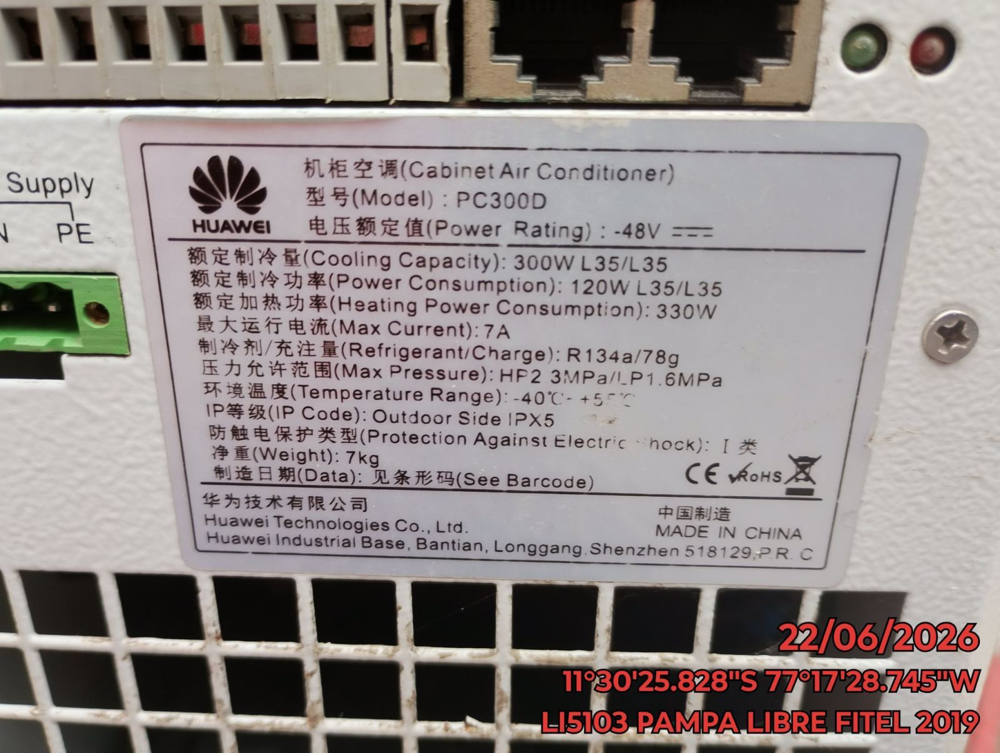 Supply
N PE
HUAWEI
机柜空调(Cabinet Air Conditioner)
型号(Model) : PC300D
电压额定值(Power Rating) : -48V
额定制冷量(Cooling Capacity): 300W L35/L35
额定制冷功率(Power Consumption): 120W L35/L35
额定加热功率(Heating Power Consumption): 330W
最大运行电流(Max Current): 7A
制冷剂/充注量(Refrigerant/Charge): R134a/78g
压力允许范围(Max Pressure): HP2.3MPa/LP1.6MPa
环境温度(Temperature Range): -40℃~ +55℃
IP等级(IP Code): Outdoor Side IPX5
防触电保护类型(Protection Against Electric Shock): I 类
净重(Weight): 7kg
制造日期(Data): 见条形码(See Barcode)
CE RoHS
华为技术有限公司
Huawei Technologies Co., Ltd.
Huawei Industrial Base, Bantian, Longgang, Shenzhen 518129, P.R. C
中国制造
MADE IN CHINA
22/06/2026
11°30'25.828"S 77°17'28.745"W
LI5103 PAMPA LIBRE FITEL 2019